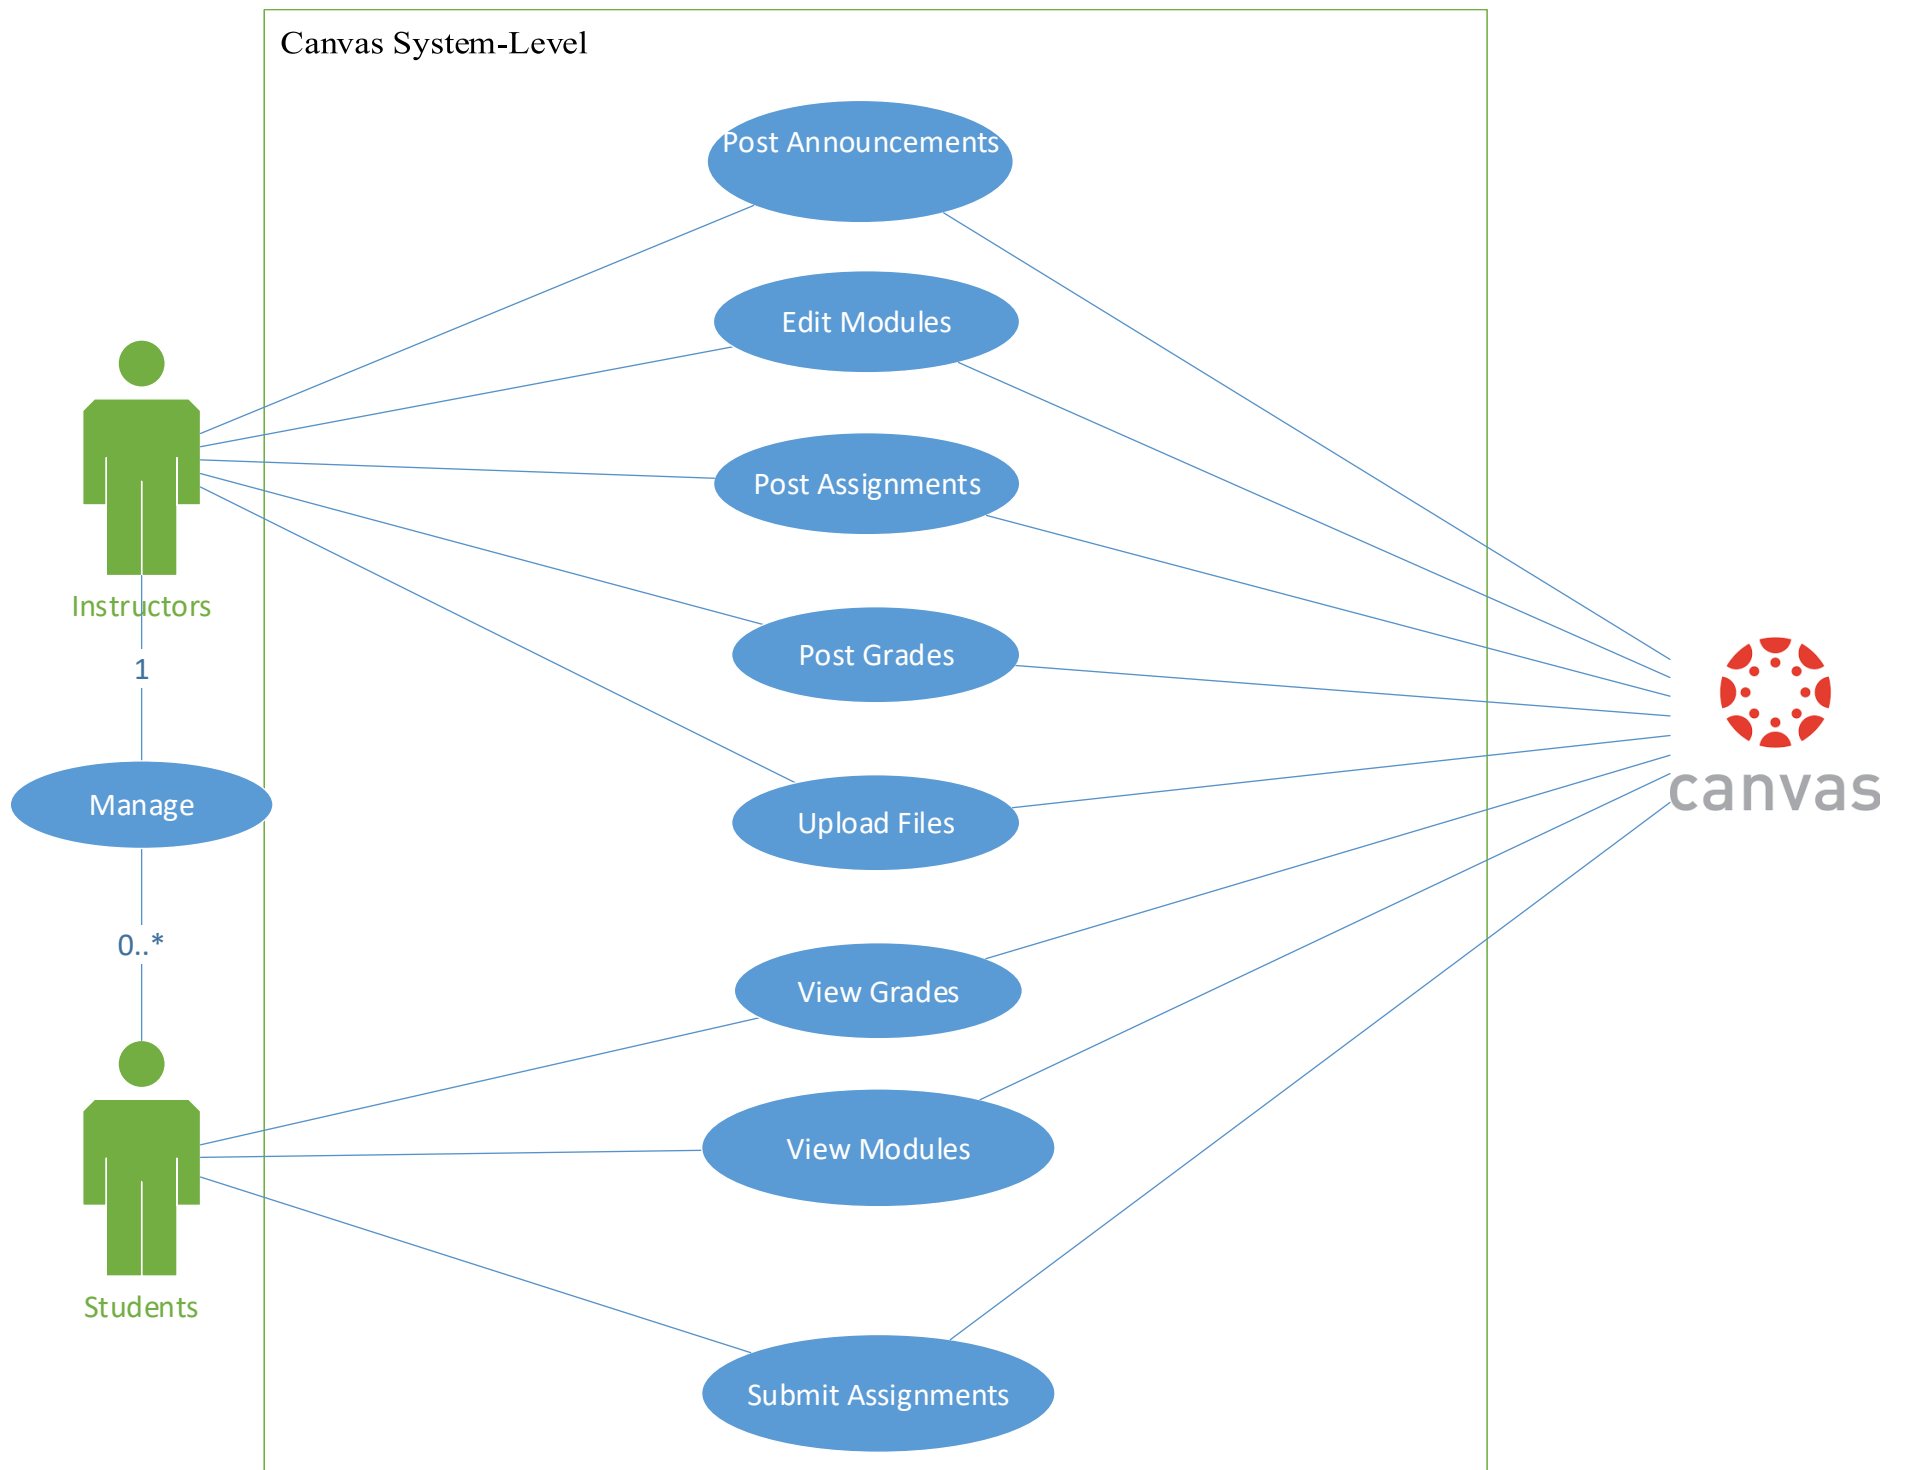 Canvas System-Level
Post Announcements
Edit Modules
Post Assignments
Instructors
Post Grades
1
canvas
Manage
Upload Files
0..*
View Grades
View Modules
Students
Submit Assignments